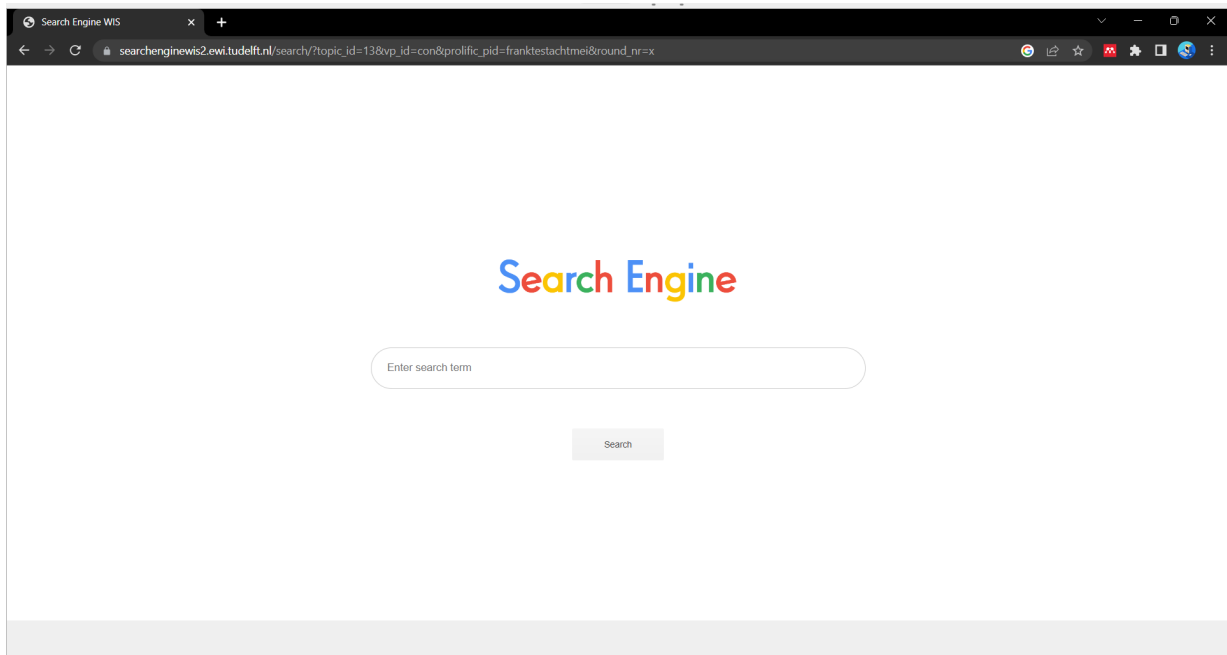 Search Engine WIS
searchenginewis2.ewi.tudelft.nl/search/?topic_id=13&vp_id=con&prolific_pid=franktestachtmei&round_nr=x
Search Engine
Enter search term
Search